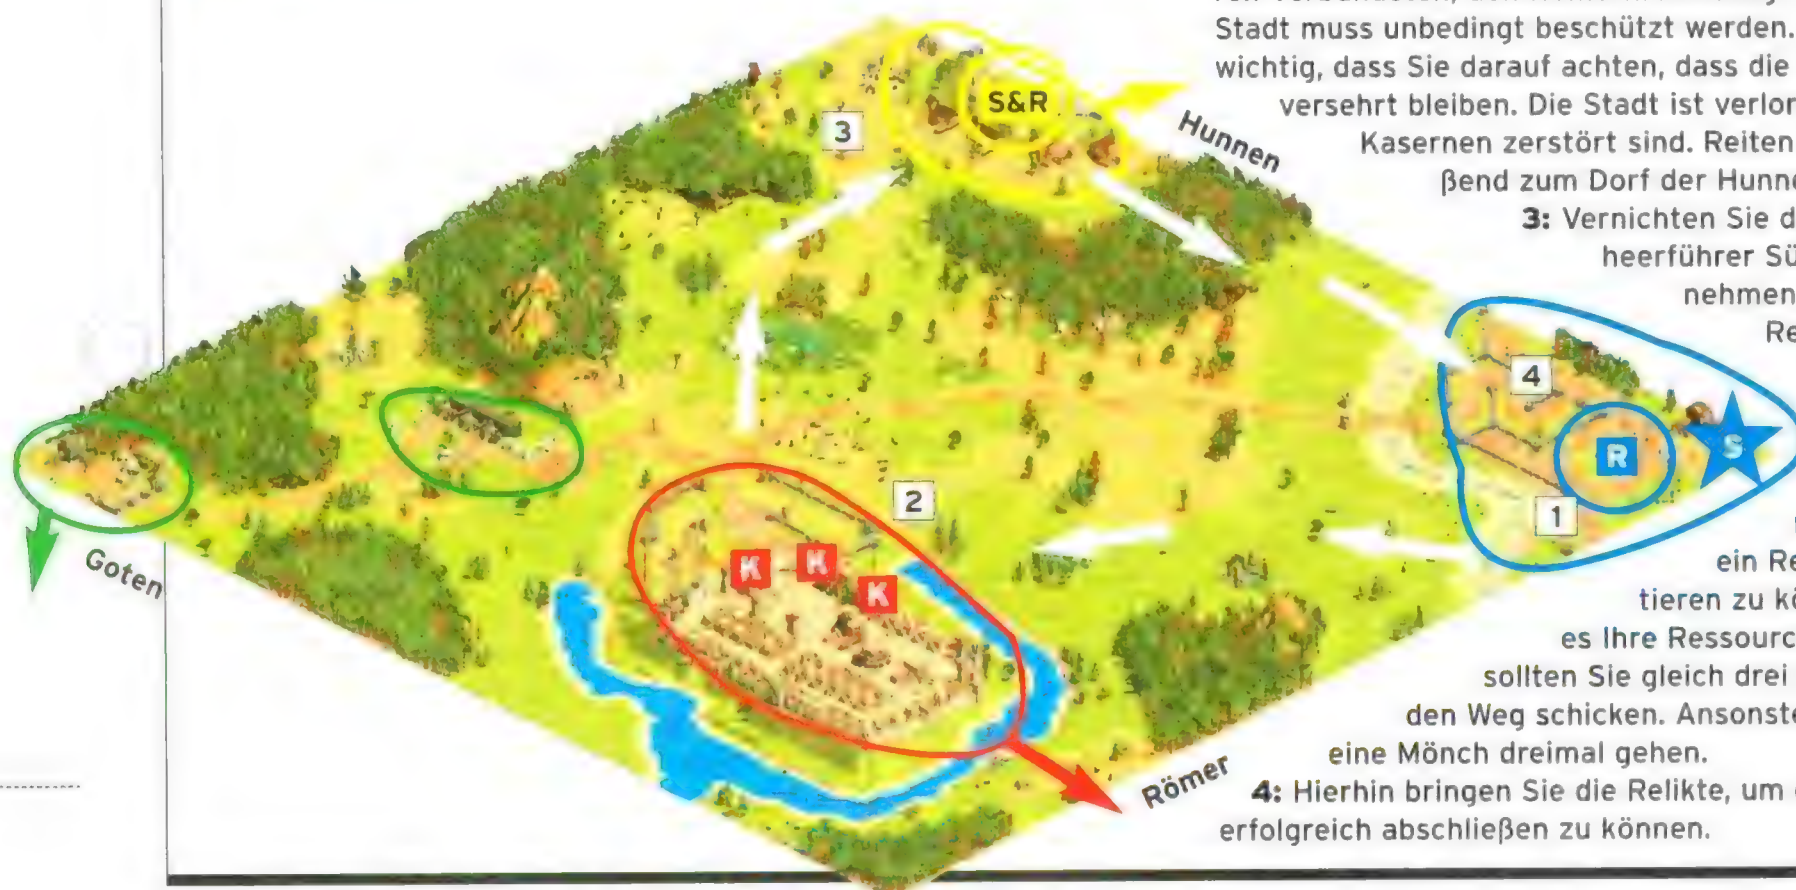 Stadt muss unbedingt beschützt werden.
wichtig, dass Sie darauf achten, dass die
versehrt bleiben. Die Stadt ist verlor
Kasernen zerstört sind. Reiten
ßend zum Dorf der Hunne
3: Vernichten Sie d
heerführer Sü
nehmen
Re
S&R
3
Hunnen
4
R
S
1
2
K
K
K
Goten
Römer
ein Re
tieren zu kö
es Ihre Ressourc
sollten Sie gleich drei
den Weg schicken. Ansonste
eine Mönch dreimal gehen.
4: Hierhin bringen Sie die Relikte, um
erfolgreich abschließen zu können.